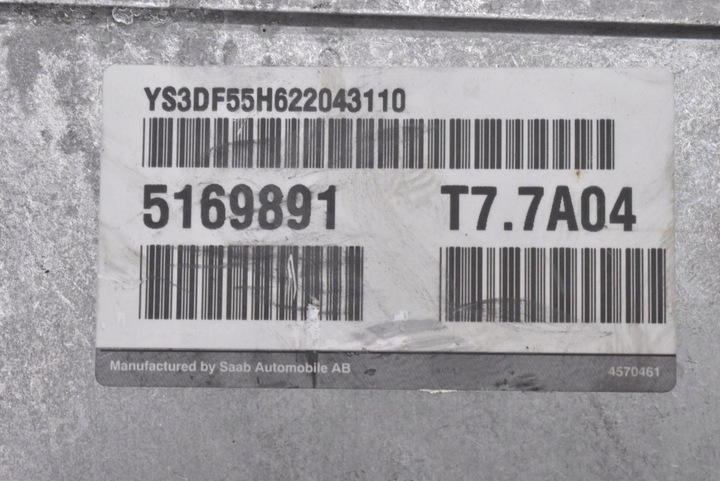 YS3DF55H622043110
5169891 T7.7A04
Manufactured by Saab Automobile AB 4570461